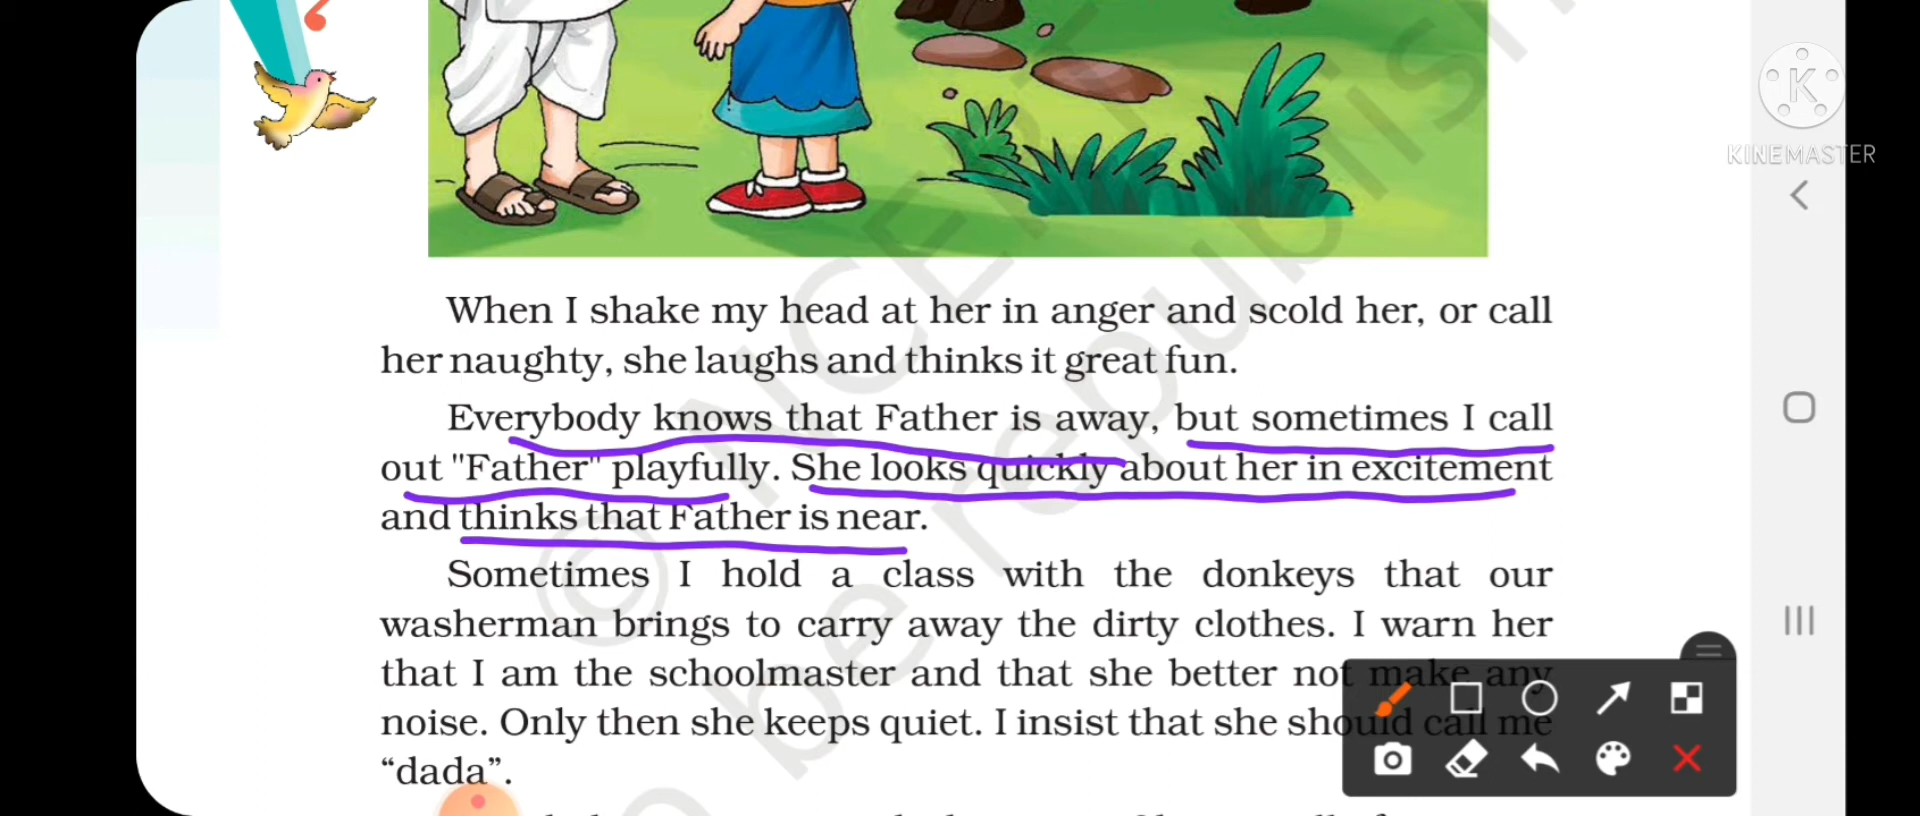 KINEMASTER
When I shake my head at her in anger and scold her, or call
her naughty, she laughs and thinks it great fun.
Everybody knows that Father is away, but sometimes I call
out "Father" playfully. She looks quickly about her in excitement
and thinks that Father is near.
Sometimes I hold a class with the donkeys that our
washerman brings to carry away the dirty clothes. I warn her
that I am the schoolmaster and that she better not make any
noise. Only then she keeps quiet. I insist that she should call me
“dada”.
© NCERT
be republish